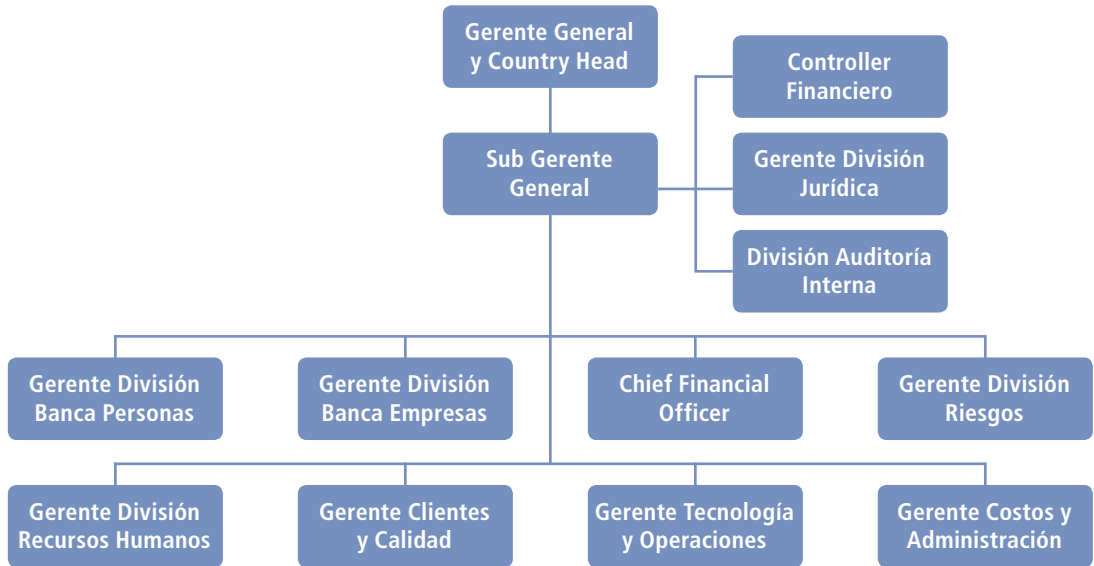 Gerente General
y Country Head
Controller
Financiero
Sub Gerente
General
Gerente División
Jurídica
División Auditoría
Interna
Gerente División
Banca Personas
Gerente División
Banca Empresas
Chief Financial
Officer
Gerente División
Riesgos
Gerente División
Recursos Humanos
Gerente Clientes
y Calidad
Gerente Tecnología
y Operaciones
Gerente Costos y
Administración